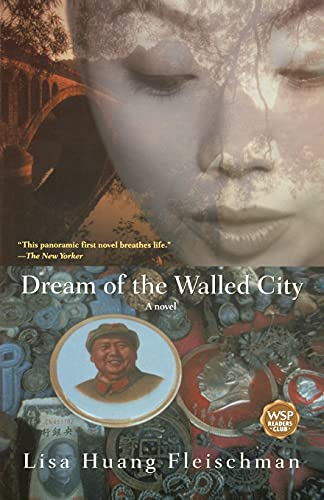 "This panoramic first novel breathes life."
—The New Yorker
Dream of the Walled City
A novel
WSP
READERS
CLUB
Lisa Huang Fleischman